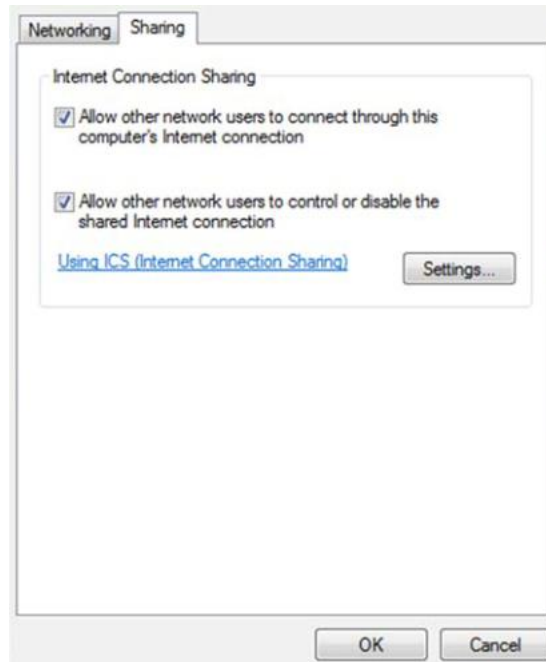 Networking Sharing
Internet Connection Sharing
Allow other network users to connect through this
computer's Internet connection
Allow other network users to control or disable the
shared Internet connection
Using ICS (Internet Connection Sharing)
Settings...
OK Cancel